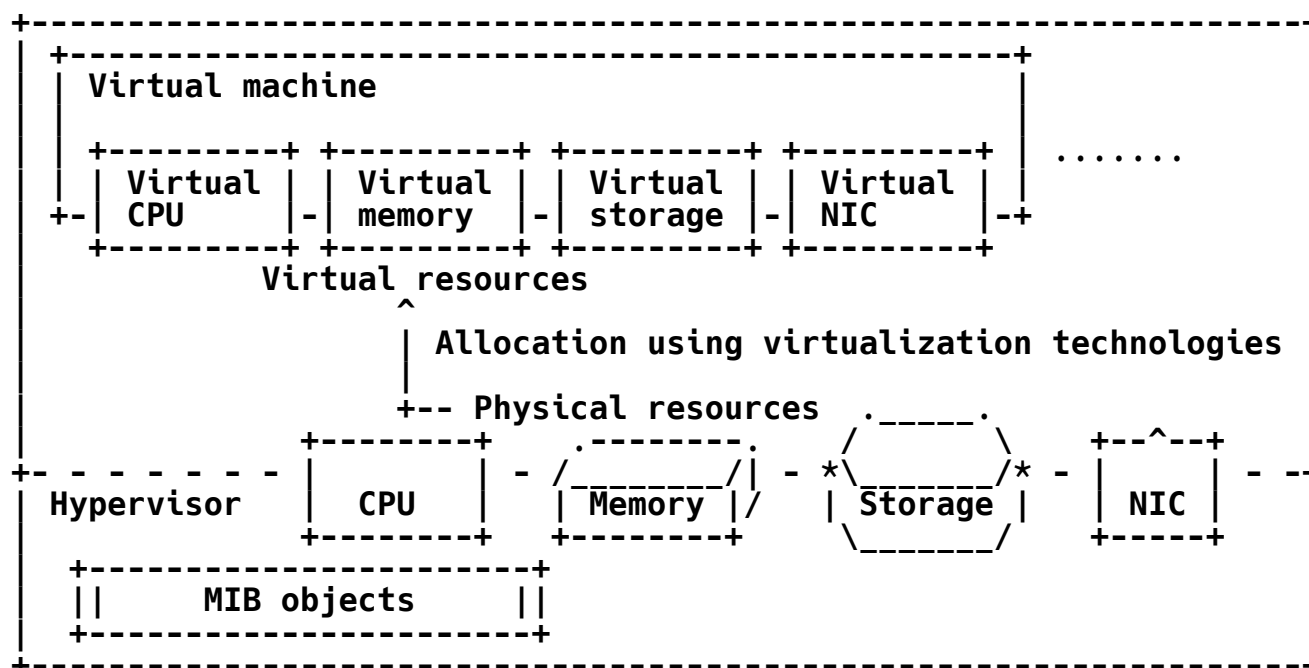 Virtual machine
.......
Virtual Virtual Virtual Virtual
CPU memory storage NIC
Virtual resources
Allocation using virtualization technologies
Physical resources
Hypervisor CPU Memory Storage NIC
MIB objects